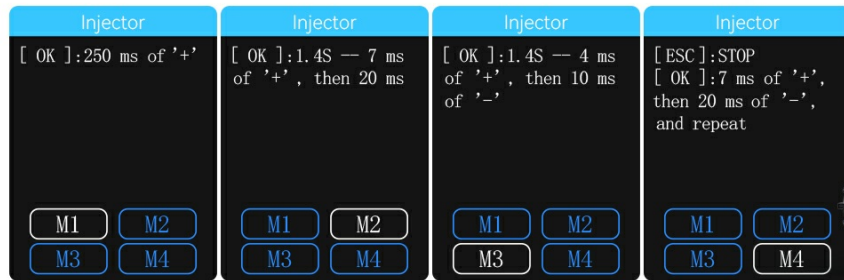 Injector
[ OK ]:250 ms of '+'
M1
M2
M3
M4
Injector
[ OK ]:1.4S -- 7 ms
of '+', then 20 ms
M1
M2
M3
M4
Injector
[ OK ]:1.4S -- 4 ms
of '+', then 10 ms
of '-'
M1
M2
M3
M4
Injector
[ESC]:STOP
[ OK ]:7 ms of '+',
then 20 ms of '-',
and repeat
M1
M2
M3
M4